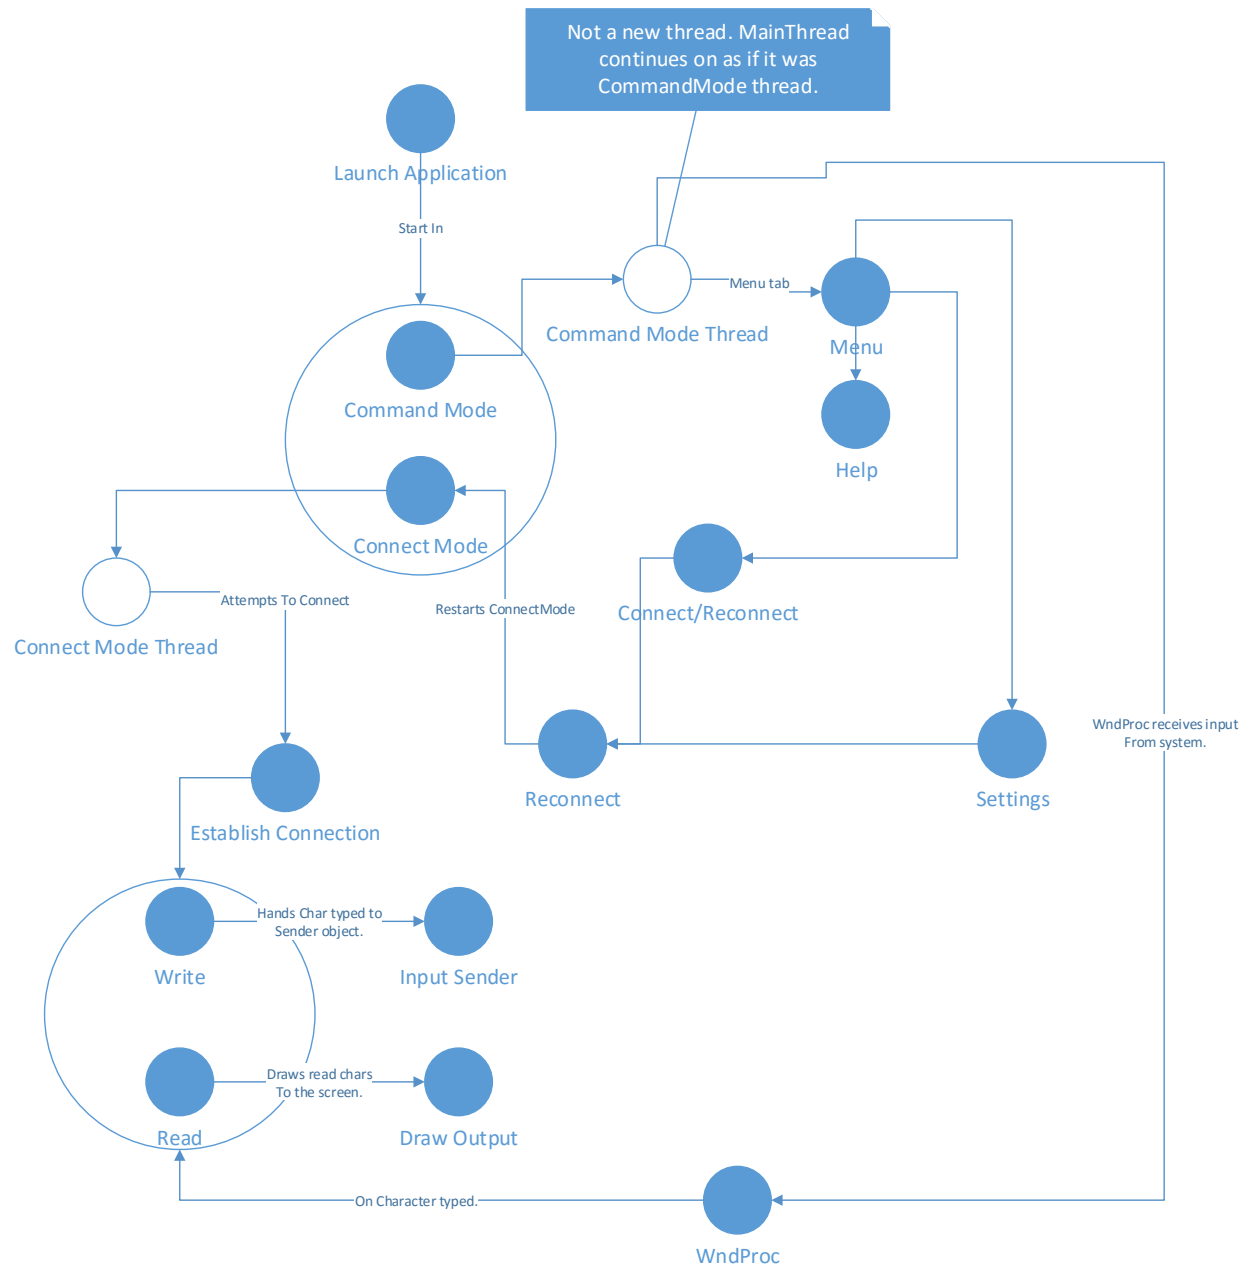 Not a new thread. MainThread
continues on as if it was
CommandMode thread.
Launch Application
Start In
Menu tab
Command Mode Thread
Menu
Command Mode
Help
Connect Mode
Attempts To Connect
Restarts ConnectMode
Connect/Reconnect
Connect Mode Thread
WndProc receives input
From system.
Reconnect
Settings
Establish Connection
Hands Char typed to
Sender object.
Write
Input Sender
Draws read chars
To the screen.
Read
Draw Output
On Character typed.
WndProc